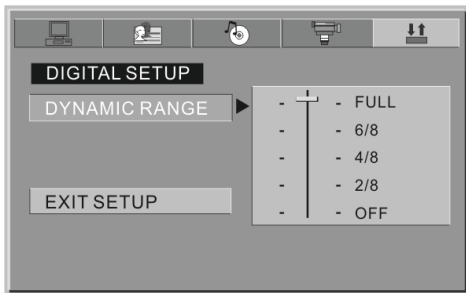 DIGITAL SETUP
DYNAMIC RANGE
- - FULL
- - 6/8
- - 4/8
- - 2/8
- - OFF
EXIT SETUP